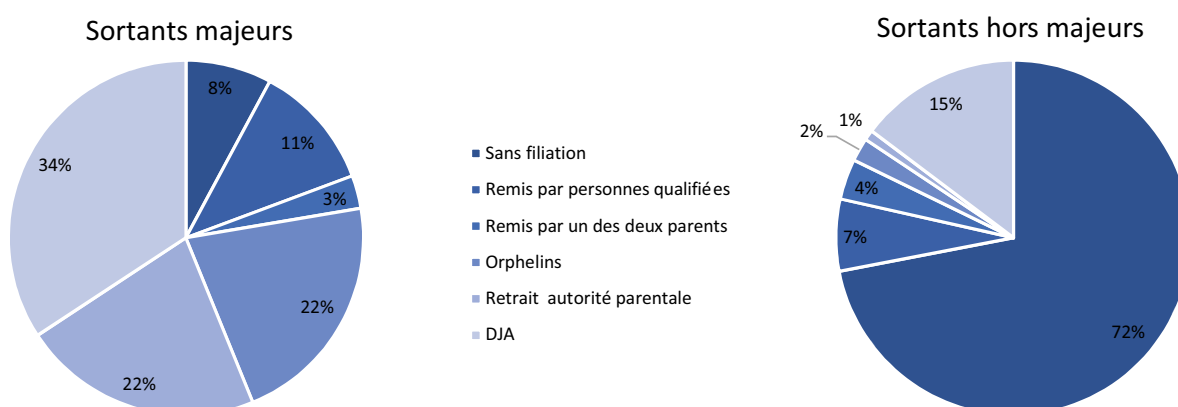 Sortants majeurs
8%
11%
3%
22%
22%
34%
Sans filiation
Remis par personnes qualifiées
Remis par un des deux parents
Orphelins
Retrait autorité parentale
DJA
Sortants hors majeurs
72%
7%
4%
2%
1%
15%